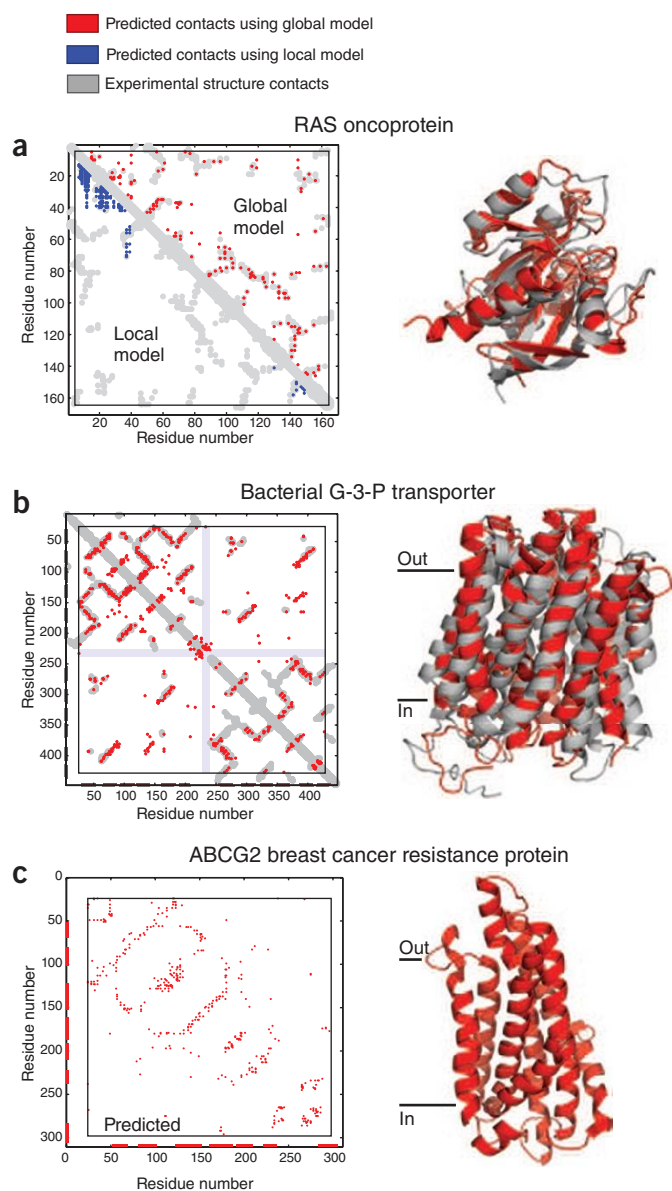 Predicted contacts using global model
Predicted contacts using local model
Experimental structure contacts
RAS oncoprotein
a
20
40
60
80
100
120
140
160
Residue number
Global
model
Local
model
20 40 60 80 100 120 140 160
Residue number
Bacterial G-3-P transporter
b
50
100
150
200
250
300
350
400
Residue number
50 100 150 200 250 300 350 400
Residue number
Out
In
ABCG2 breast cancer resistance protein
c
0
50
100
150
200
250
300
Residue number
Predicted
0 50 100 150 200 250 300
Residue number
Out
In